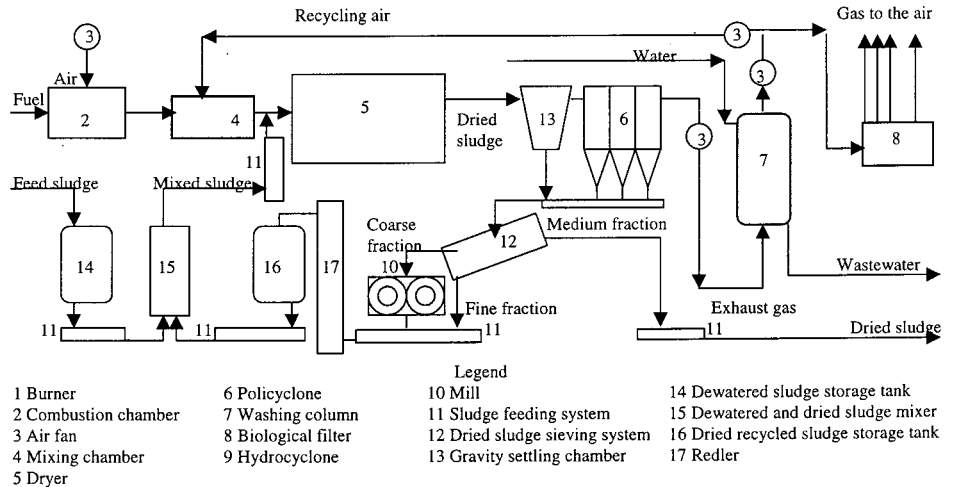 Recycling air
Gas to the air
3
3
3
Air
Water
Fuel
2
4
5
Dried
sludge
13
6
3
7
8
11
Feed sludge
Mixed sludge
Coarse
fraction
Medium fraction
12
14
15
16
17
10
Wastewater
Fine fraction
Exhaust gas
11
11
11
11
Dried sludge
Legend
1 Burner
2 Combustion chamber
3 Air fan
4 Mixing chamber
5 Dryer
6 Policyclone
7 Washing column
8 Biological filter
9 Hydrocyclone
10 Mill
11 Sludge feeding system
12 Dried sludge sieving system
13 Gravity settling chamber
14 Dewatered sludge storage tank
15 Dewatered and dried sludge mixer
16 Dried recycled sludge storage tank
17 Redler